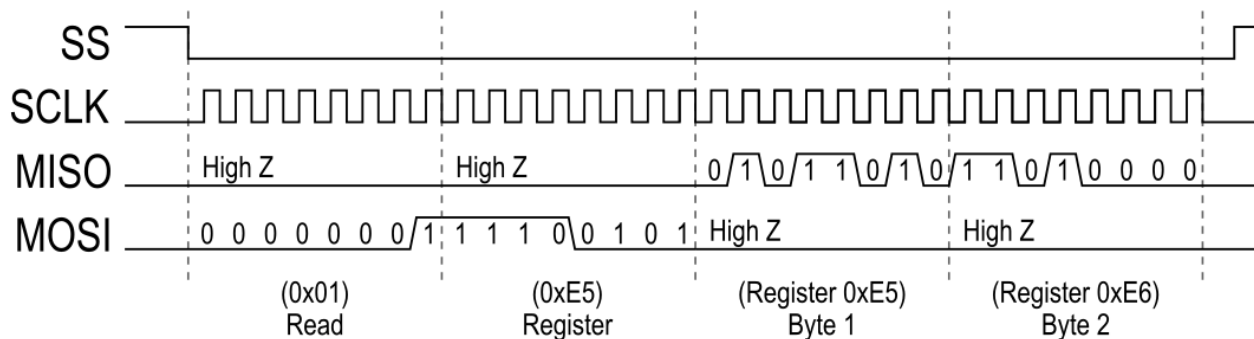 SS
SCLK
MISO High Z High Z 0 1 0 1 1 0 1 0 1 1 0 1 0 0 0 0
MOSI 0 0 0 0 0 0 0 1 1 1 1 0 0 1 0 1 High Z High Z
(0x01) (0xE5) (Register 0xE5) (Register 0xE6)
Read Register Byte 1 Byte 2